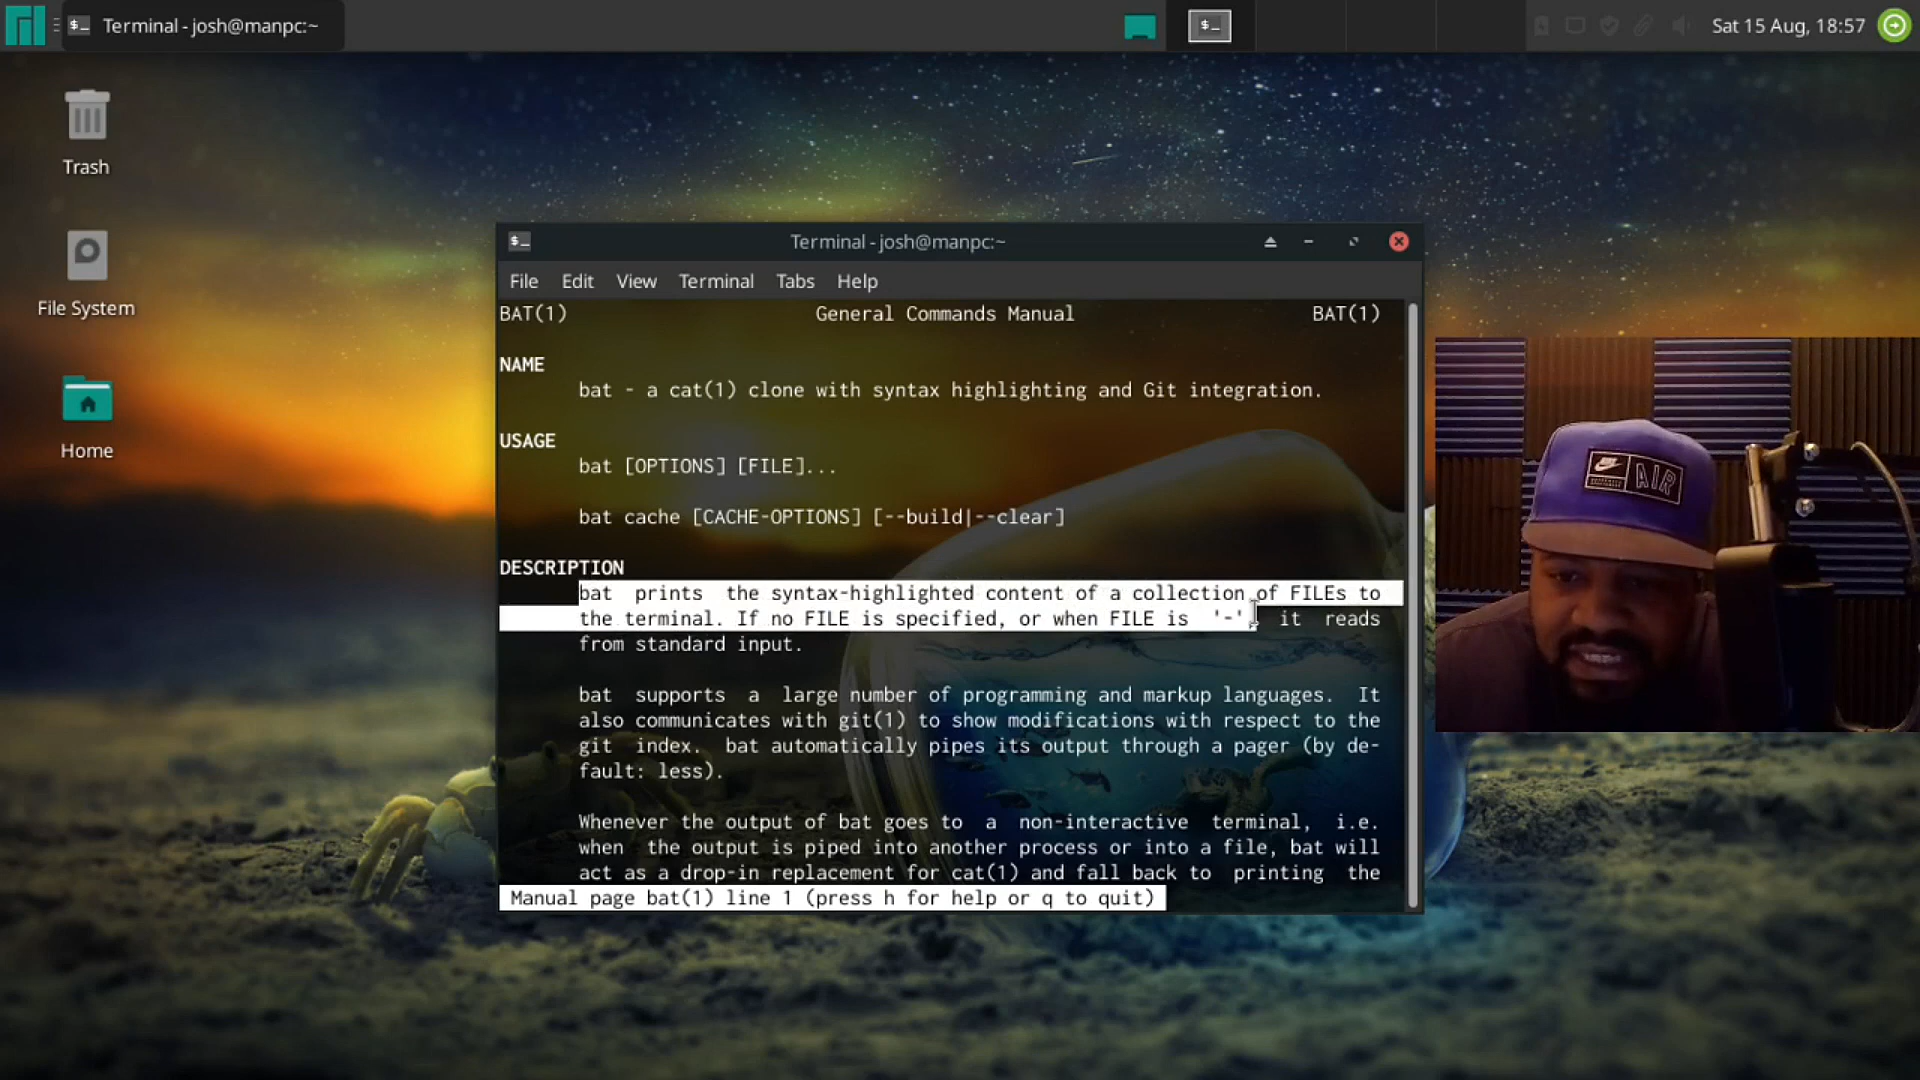 Terminal - josh@manpc:~
Sat 15 Aug, 18:57
Trash
File System
Home
Terminal - josh@manpc:~
File Edit View Terminal Tabs Help
BAT(1) General Commands Manual BAT(1)
NAME
bat - a cat(1) clone with syntax highlighting and Git integration.
USAGE
bat [OPTIONS] [FILE]...
bat cache [CACHE-OPTIONS] [--build|--clear]
DESCRIPTION
bat prints the syntax-highlighted content of a collection of FILEs to
the terminal. If no FILE is specified, or when FILE is '-', it reads
from standard input.
bat supports a large number of programming and markup languages. It
also communicates with git(1) to show modifications with respect to the
git index. bat automatically pipes its output through a pager (by de-
fault: less).
Whenever the output of bat goes to a non-interactive terminal, i.e.
when the output is piped into another process or into a file, bat will
act as a drop-in replacement for cat(1) and fall back to printing the
Manual page bat(1) line 1 (press h for help or q to quit)
AIR